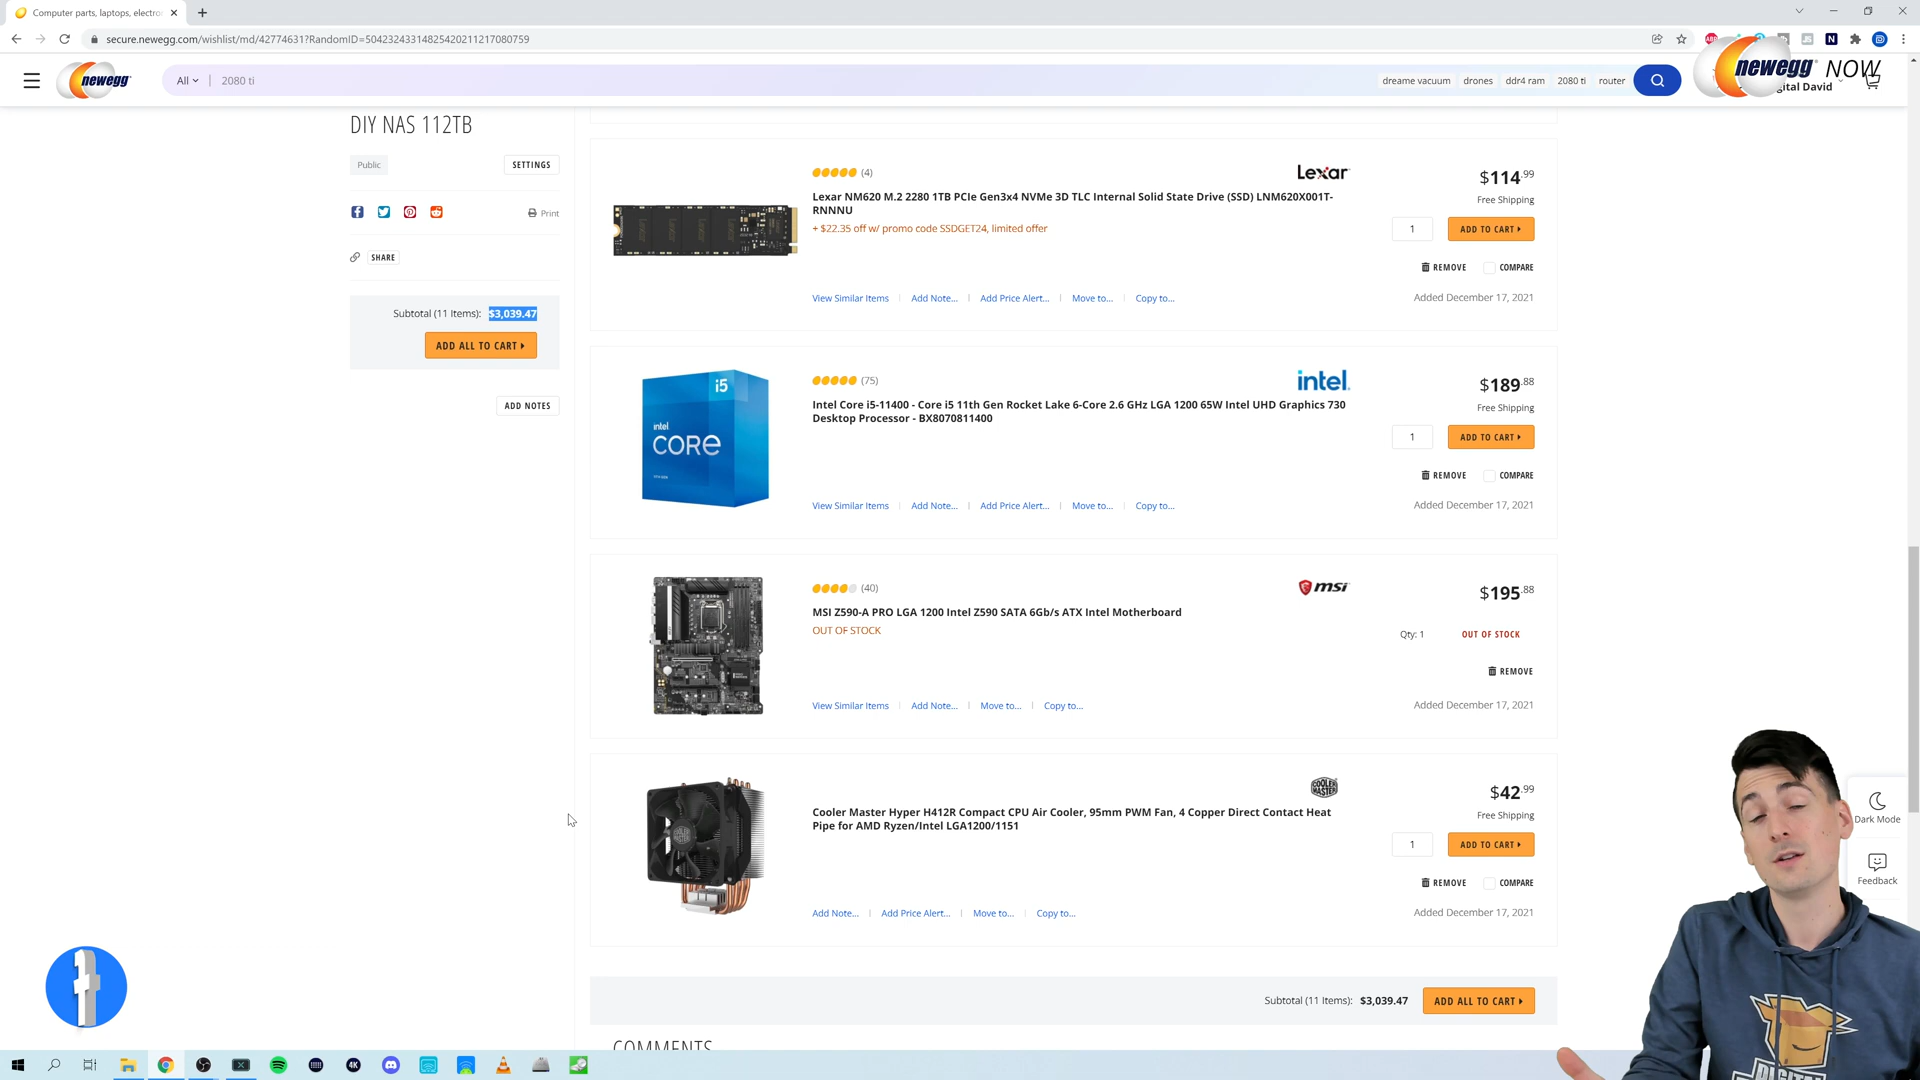 Computer parts, laptops, electro
secure.newegg.com/wishlist/md/42774631?RandomID=50423243314825420211217080759
newegg
All
2080 ti
dreame vacuum
drones
ddr4 ram
2080 ti
router
newegg NOW
gital David
DIY NAS 112TB
Public
SETTINGS
Print
SHARE
Subtotal (11 Items): $3,039.47
ADD ALL TO CART
ADD NOTES
(4)
Lexar
$114.99
Lexar NM620 M.2 2280 1TB PCIe Gen3x4 NVMe 3D TLC Internal Solid State Drive (SSD) LNM620X001T-
RNNNU
Free Shipping
+ $22.35 off w/ promo code SSDGET24, limited offer
1
ADD TO CART
REMOVE
COMPARE
View Similar Items
Add Note...
Add Price Alert...
Move to...
Copy to...
Added December 17, 2021
i5
intel
CORE
(75)
intel.
$189.88
Intel Core i5-11400 - Core i5 11th Gen Rocket Lake 6-Core 2.6 GHz LGA 1200 65W Intel UHD Graphics 730
Desktop Processor - BX8070811400
Free Shipping
1
ADD TO CART
REMOVE
COMPARE
View Similar Items
Add Note...
Add Price Alert...
Move to...
Copy to...
Added December 17, 2021
(40)
msi
$195.88
MSI Z590-A PRO LGA 1200 Intel Z590 SATA 6Gb/s ATX Intel Motherboard
OUT OF STOCK
Qty: 1
OUT OF STOCK
REMOVE
View Similar Items
Add Note...
Move to...
Copy to...
Added December 17, 2021
COOLER
MASTER
$42.99
Cooler Master Hyper H412R Compact CPU Air Cooler, 95mm PWM Fan, 4 Copper Direct Contact Heat
Pipe for AMD Ryzen/Intel LGA1200/1151
Free Shipping
1
ADD TO CART
REMOVE
COMPARE
Add Note...
Add Price Alert...
Move to...
Copy to...
Added December 17, 2021
Dark Mode
Feedback
Subtotal (11 Items): $3,039.47
ADD ALL TO CART
COMMENTS
4K
DIGITAL